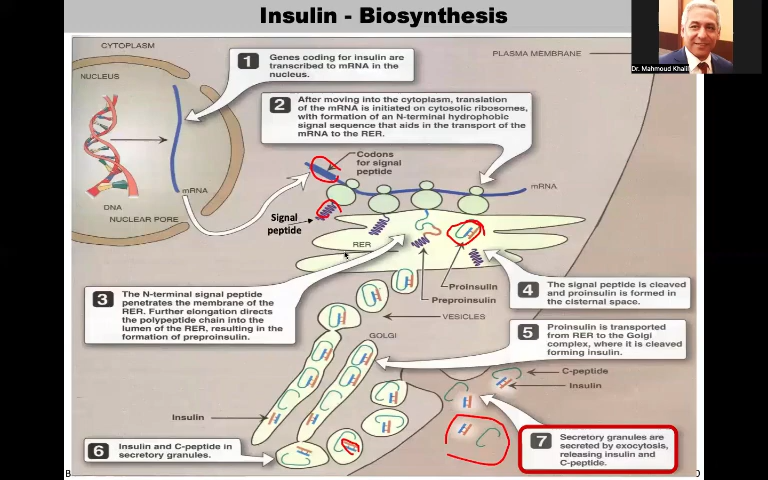 Insulin - Biosynthesis
Dr. Mahmoud Khalil
CYTOPLASM
NUCLEUS
PLASMA MEMBRANE
1
Genes coding for insulin are
transcribed to mRNA in the
nucleus.
2
After moving into the cytoplasm, translation
of the mRNA is initiated on cytosolic ribosomes,
with formation of an N-terminal hydrophobic
signal sequence that aids in the transport of the
mRNA to the RER.
Codons
for signal
peptide
mRNA
mRNA
DNA
NUCLEAR PORE
Signal
peptide
RER
Proinsulin
Preproinsulin
3
The N-terminal signal peptide
penetrates the membrane of the
RER. Further elongation directs
the polypeptide chain into the
lumen of the RER, resulting in the
formation of preproinsulin.
4
The signal peptide is cleaved
and proinsulin is formed in
the cisternal space.
VESICLES
GOLGI
5
Proinsulin is transported
from RER to the Golgi
complex, where it is cleaved
forming insulin.
C-peptide
Insulin
Insulin
6
Insulin and C-peptide in
secretory granules.
7
Secretory granules are
secreted by exocytosis,
releasing insulin and
C-peptide.